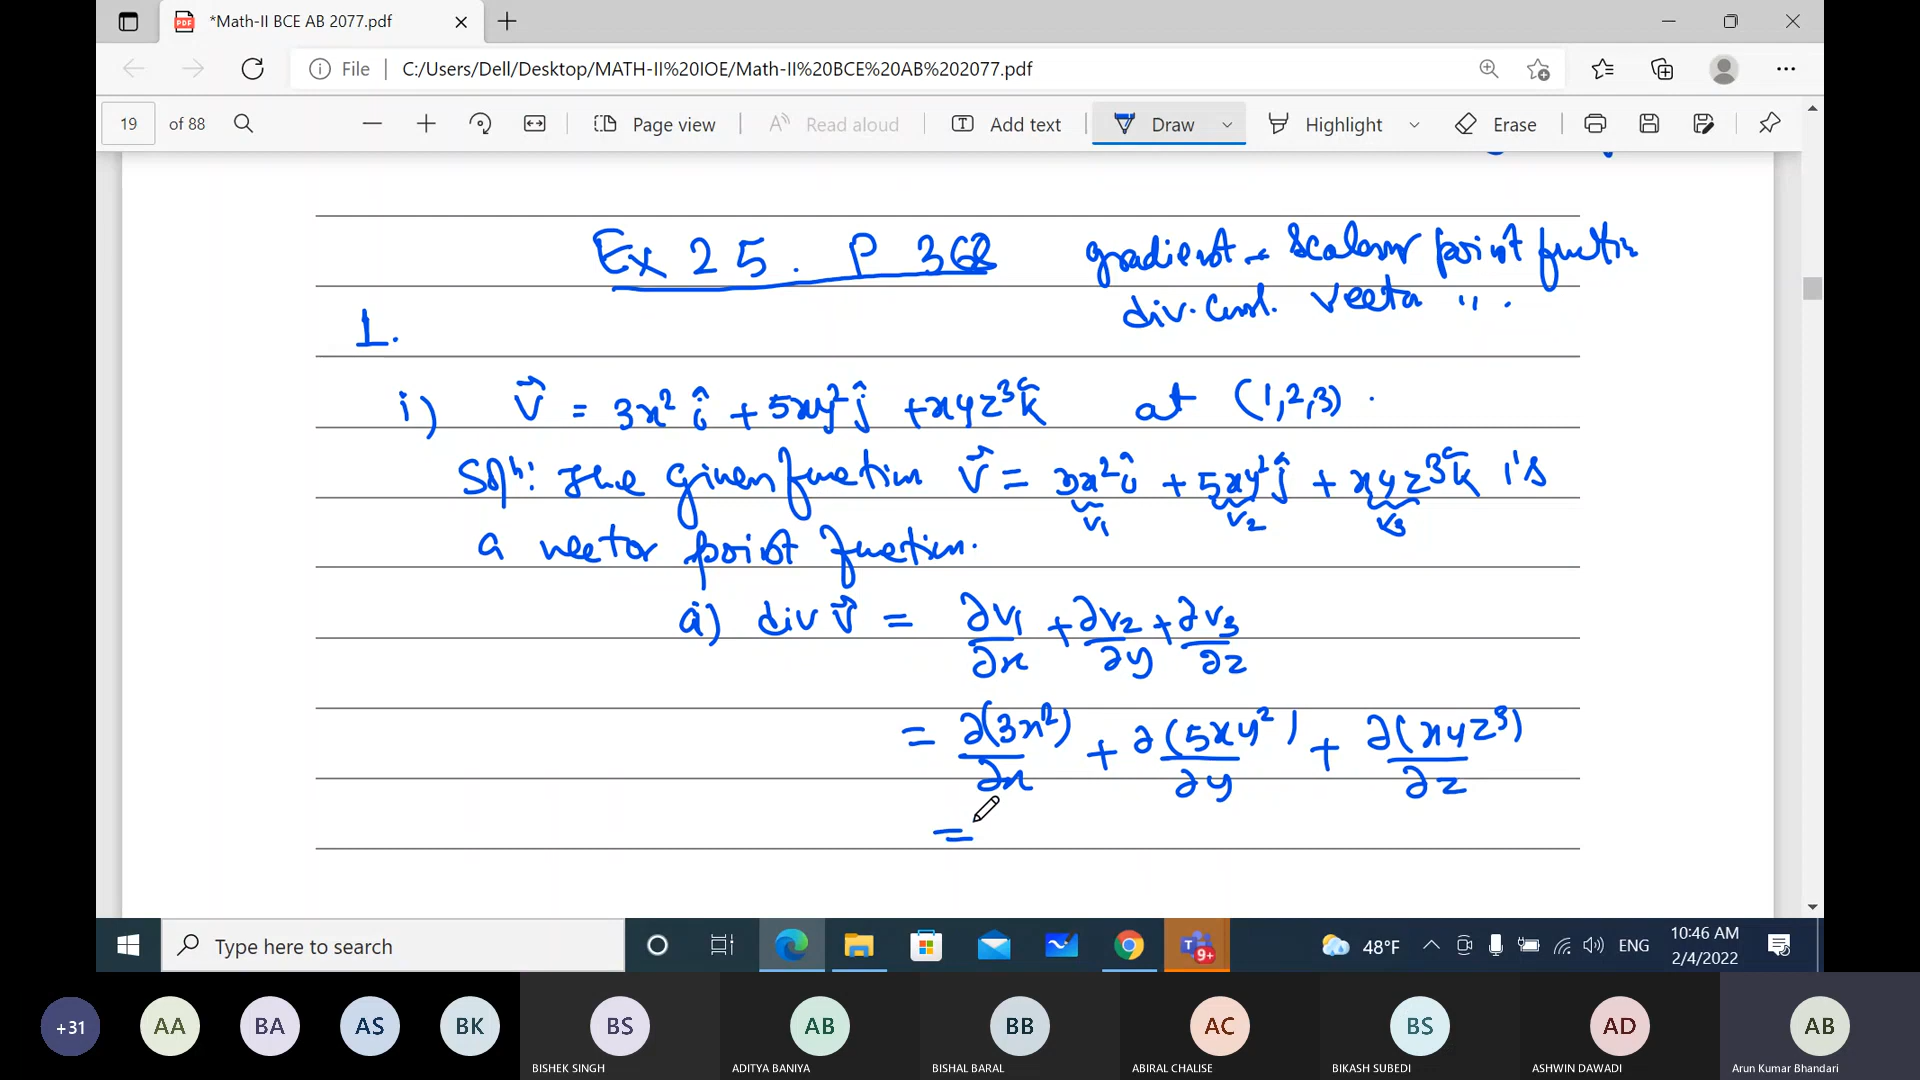 *Math-II BCE AB 2077.pdf
File C:/Users/Dell/Desktop/MATH-II%20IOE/Math-II%20BCE%20AB%202077.pdf
19 of 88 Page view Read aloud Add text Draw Highlight Erase
Ex 25. P 368 gradient → Scalar point function
div. Curl. Vector " .
1.
i) V⃗ = 3x² î + 5xy² ĵ + xyz³ k̂ at (1,2,3).
Solⁿ: The given function V⃗ = 3x² î + 5xy² ĵ + xyz³ k̂ is
v₁ v₂ v₃
a vector point function.
a) div V⃗ = ∂v₁/∂x + ∂v₂/∂y + ∂v₃/∂z
= ∂(3x²)/∂x + ∂(5xy²)/∂y + ∂(xyz³)/∂z
=
Type here to search 9+ 48°F ENG 10:46 AM
2/4/2022
+31 AA BA AS BK BS AB BB AC BS AD AB
BISHEK SINGH ADITYA BANIYA BISHAL BARAL ABIRAL CHALISE BIKASH SUBEDI ASHWIN DAWADI Arun Kumar Bhandari